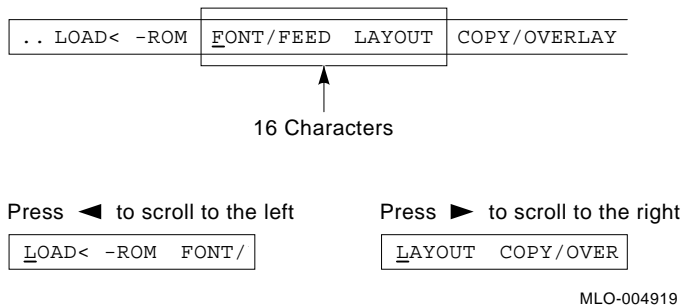 .. LOAD< -ROM FONT/FEED LAYOUT COPY/OVERLAY
16 Characters
Press ◄ to scroll to the left
LOAD< -ROM FONT/
Press ► to scroll to the right
LAYOUT COPY/OVER
MLO-004919